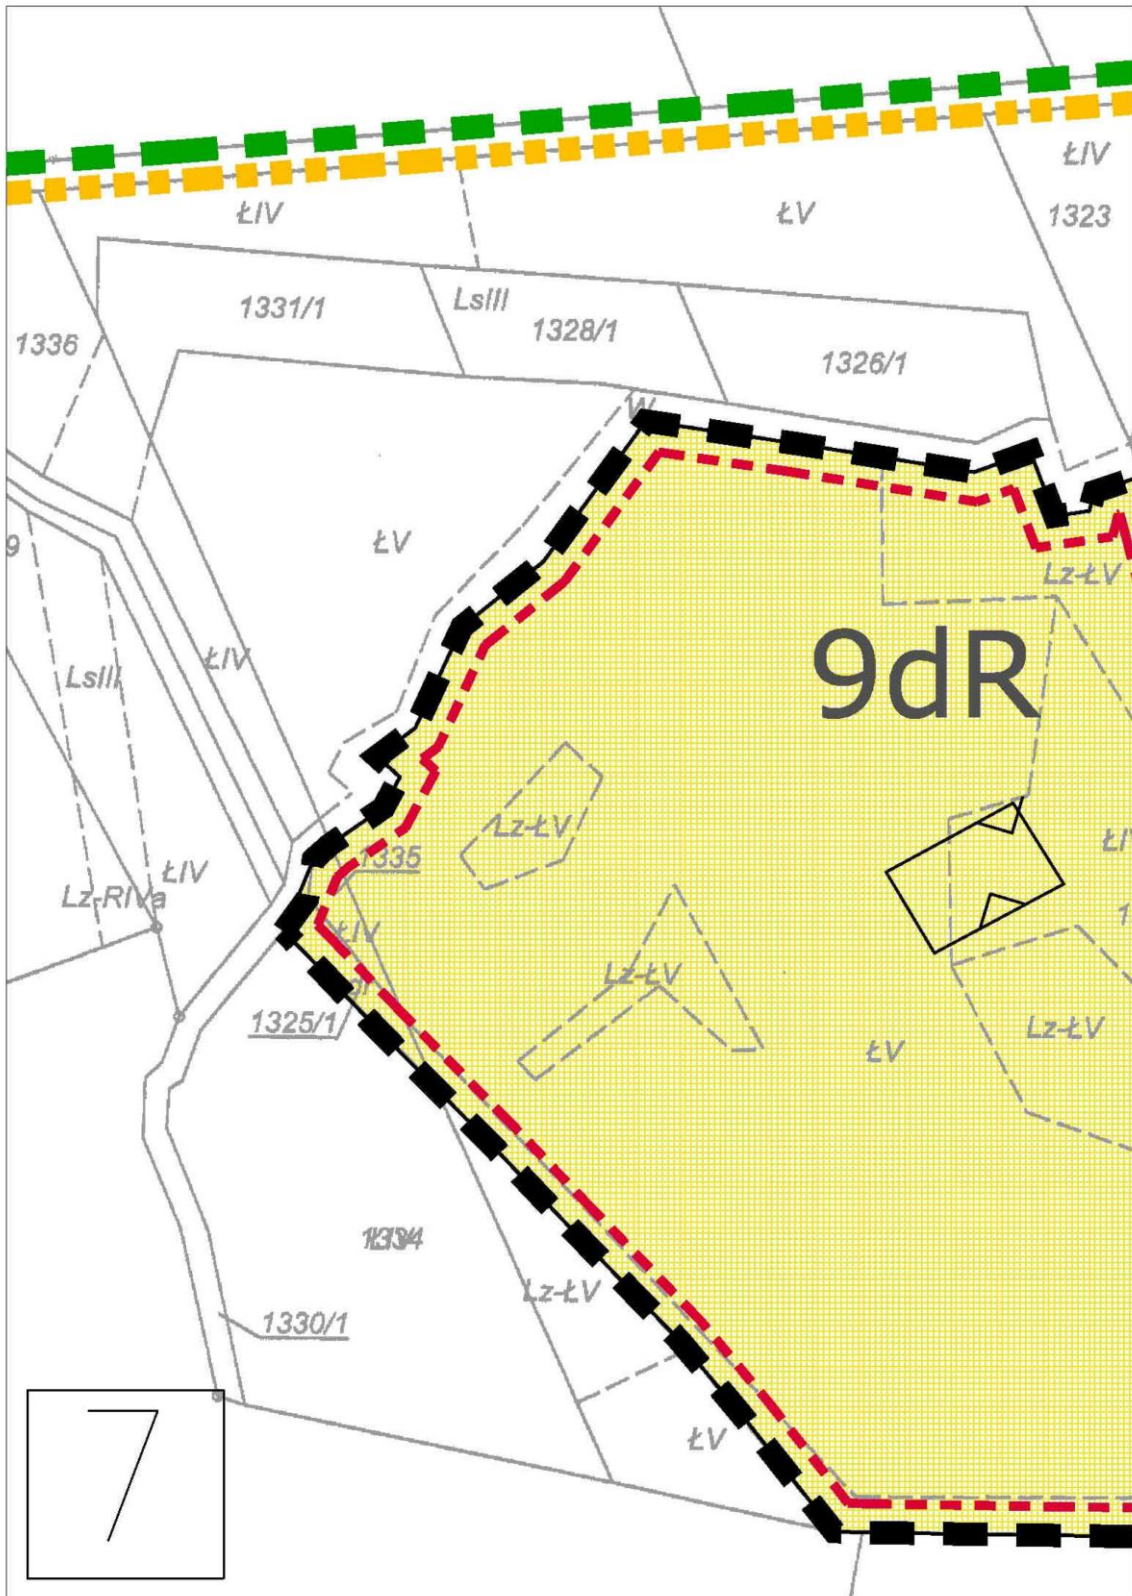 ŁIV
ŁIV
ŁV
1323
LsIII
1331/1
1328/1
1336
1326/1
W
ŁV
9
Lz-ŁV
ŁIV
LsIII
9dR
Lz-ŁV
1335
ŁIV
Lz-RIVa
ŁIV
Lz-ŁV
1325/1
ŁV
Lz-ŁV
Lz-ŁV
1330/1
ŁV
7